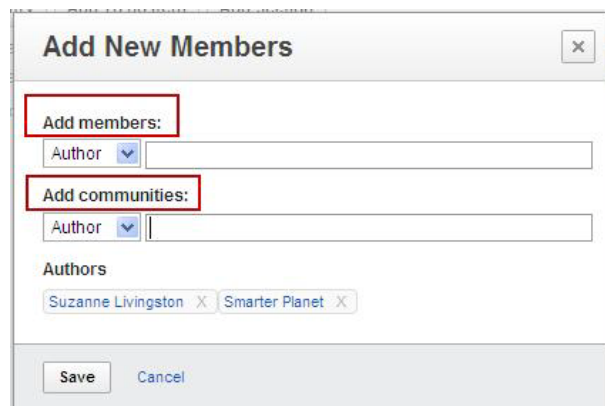 Add New Members
Add members:
Author
Add communities:
Author
Authors
Suzanne Livingston X Smarter Planet X
Save Cancel